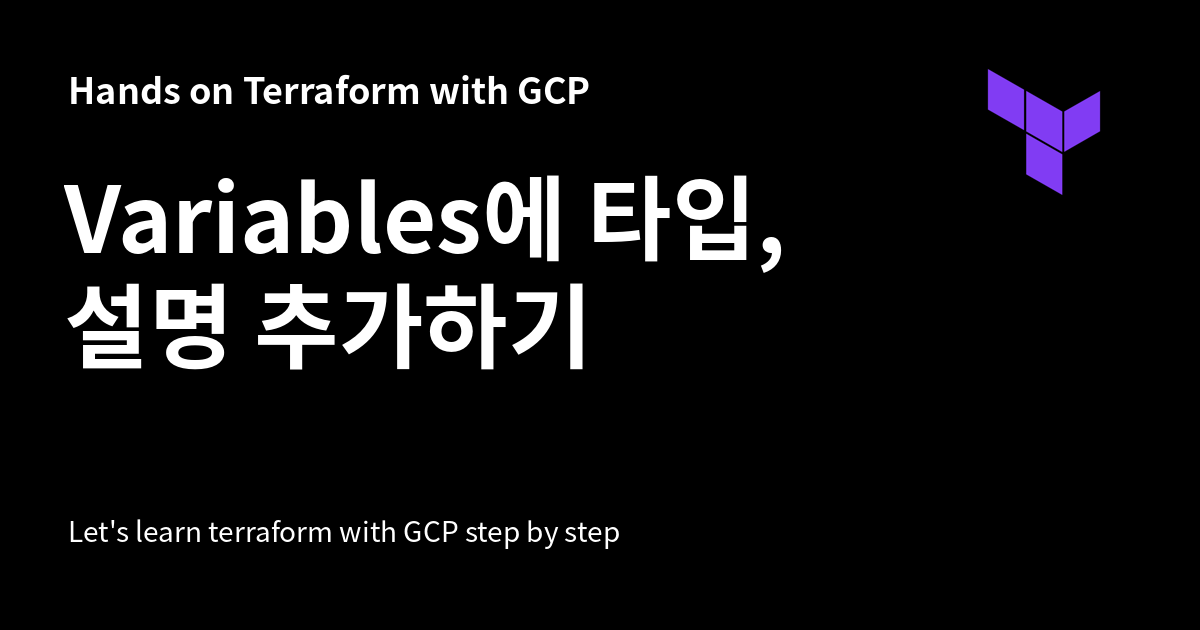 Hands on Terraform with GCP
Variables에 타입,
설명 추가하기
Let's learn terraform with GCP step by step